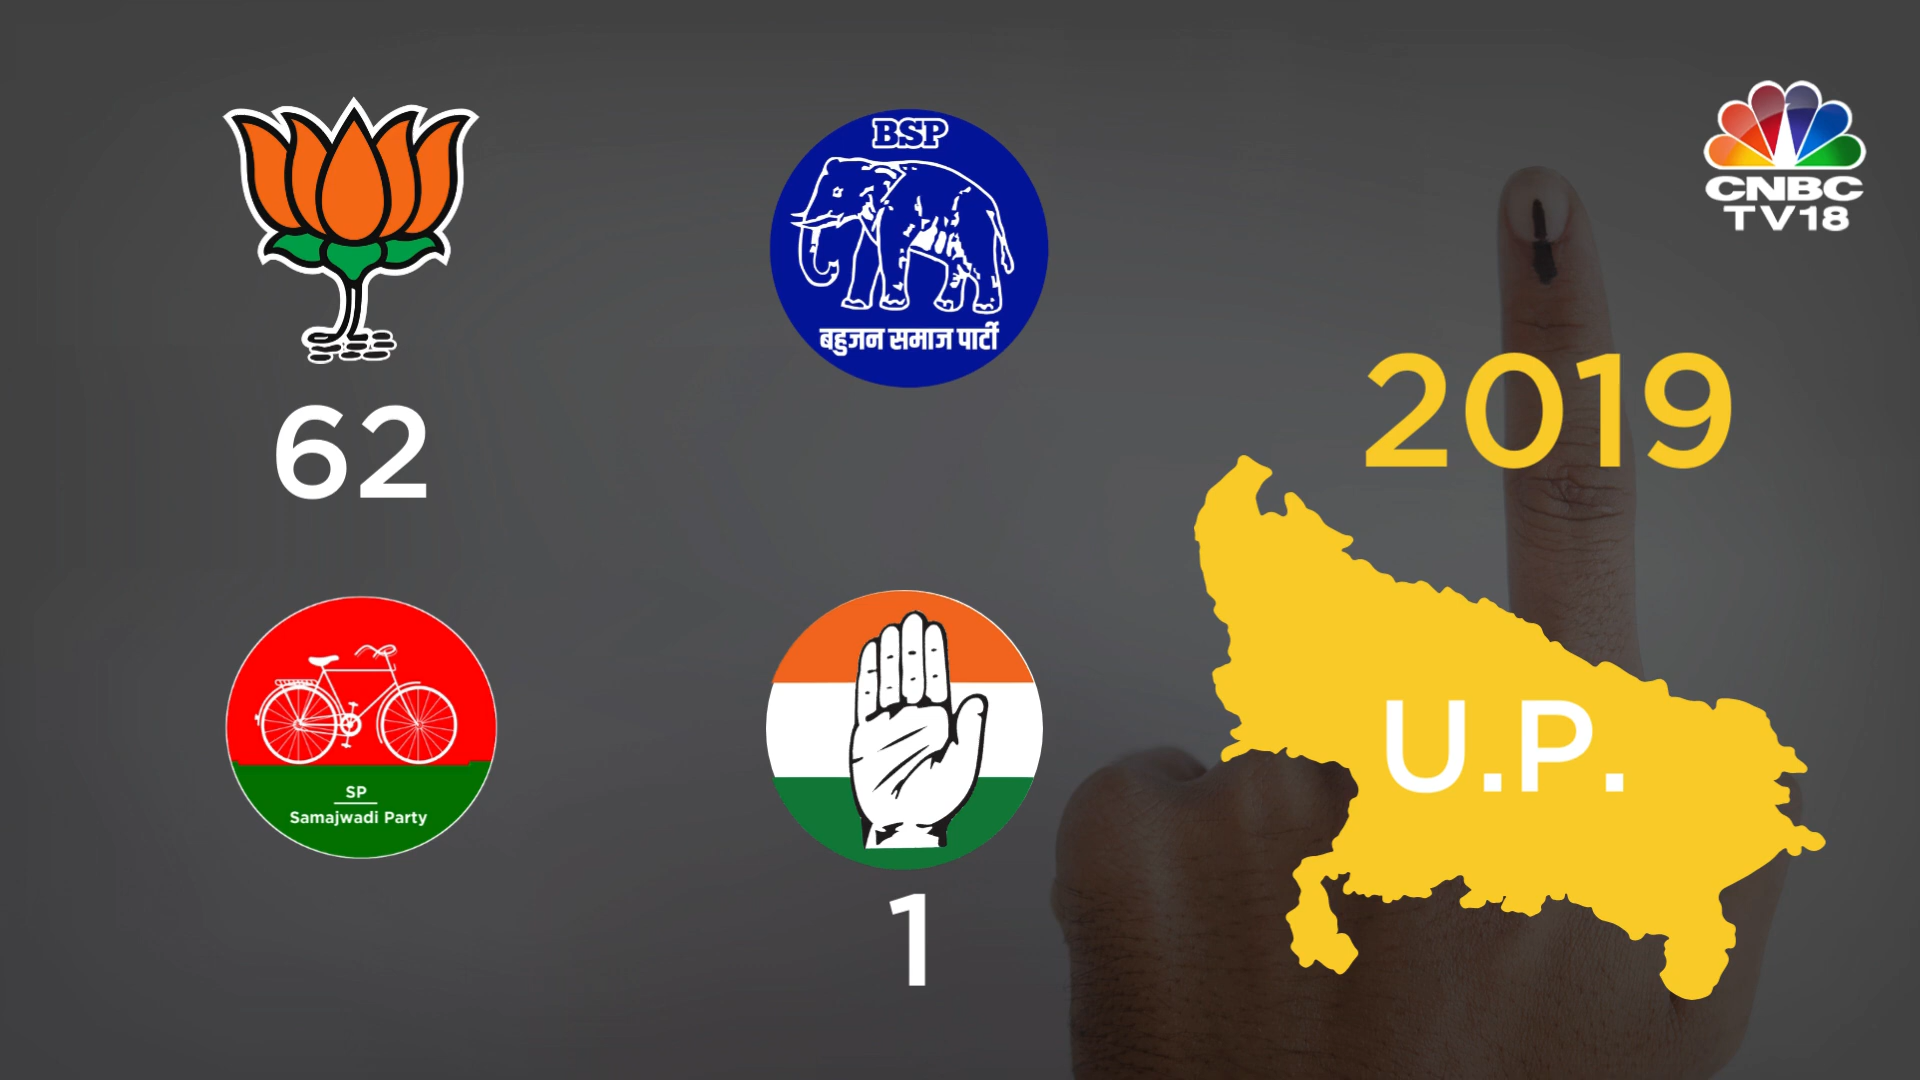 BSP
बहुजन समाज पार्टी
62
SP
Samajwadi Party
1
CNBC
TV18
2019
U.P.